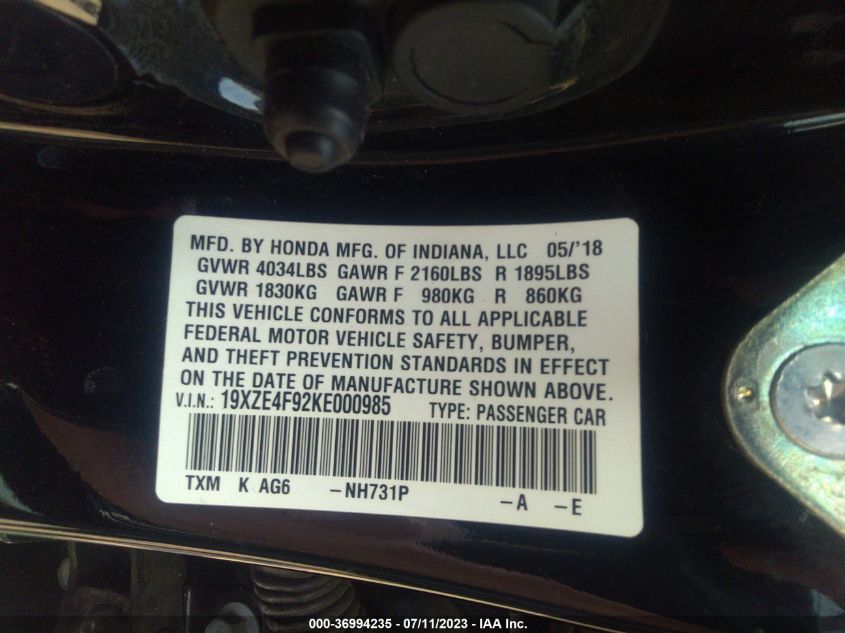 MFD. BY HONDA MFG. OF INDIANA, LLC 05/'18
GVWR 4034LBS GAWR F 2160LBS R 1895LBS
GVWR 1830KG GAWR F 980KG R 860KG
THIS VEHICLE CONFORMS TO ALL APPLICABLE
FEDERAL MOTOR VEHICLE SAFETY, BUMPER,
AND THEFT PREVENTION STANDARDS IN EFFECT
ON THE DATE OF MANUFACTURE SHOWN ABOVE.
V.I.N.: 19XZE4F92KE000985 TYPE: PASSENGER CAR
TXM K AG6 -NH731P -A -E
000-36994235 - 07/11/2023 - IAA Inc.